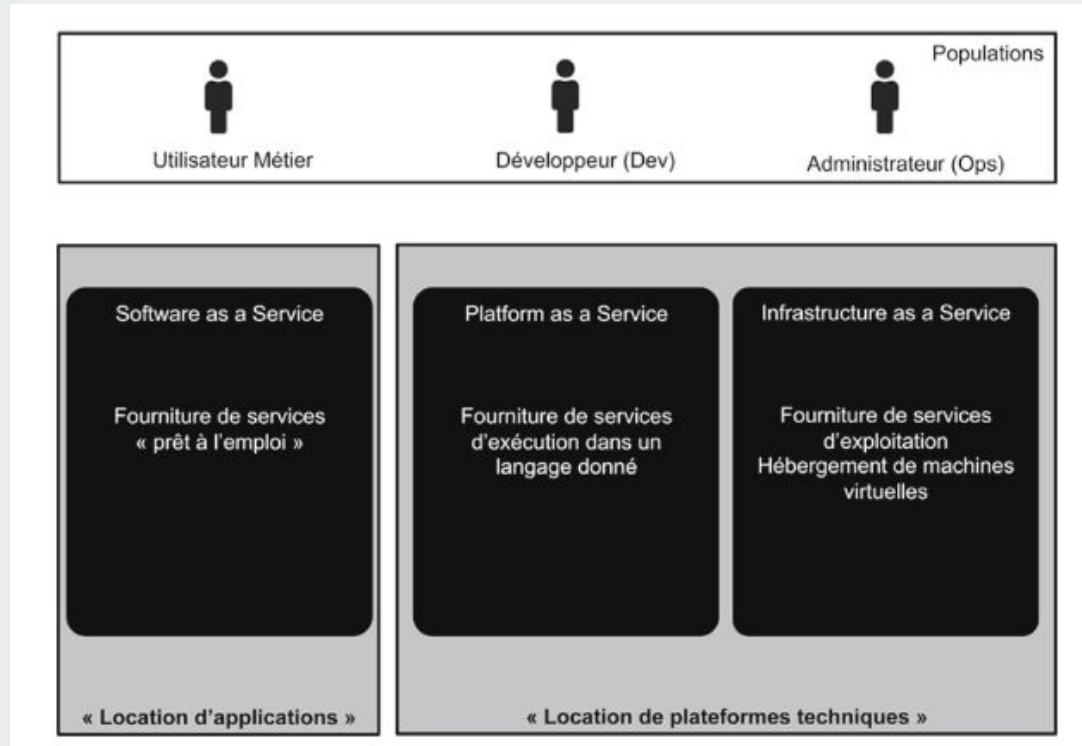 Populations
Utilisateur Métier
Développeur (Dev)
Administrateur (Ops)
Software as a Service
Fourniture de services
« prêt à l'emploi »
« Location d'applications »
Platform as a Service
Fourniture de services
d'exécution dans un
langage donné
Infrastructure as a Service
Fourniture de services
d'exploitation
Hébergement de machines
virtuelles
« Location de plateformes techniques »